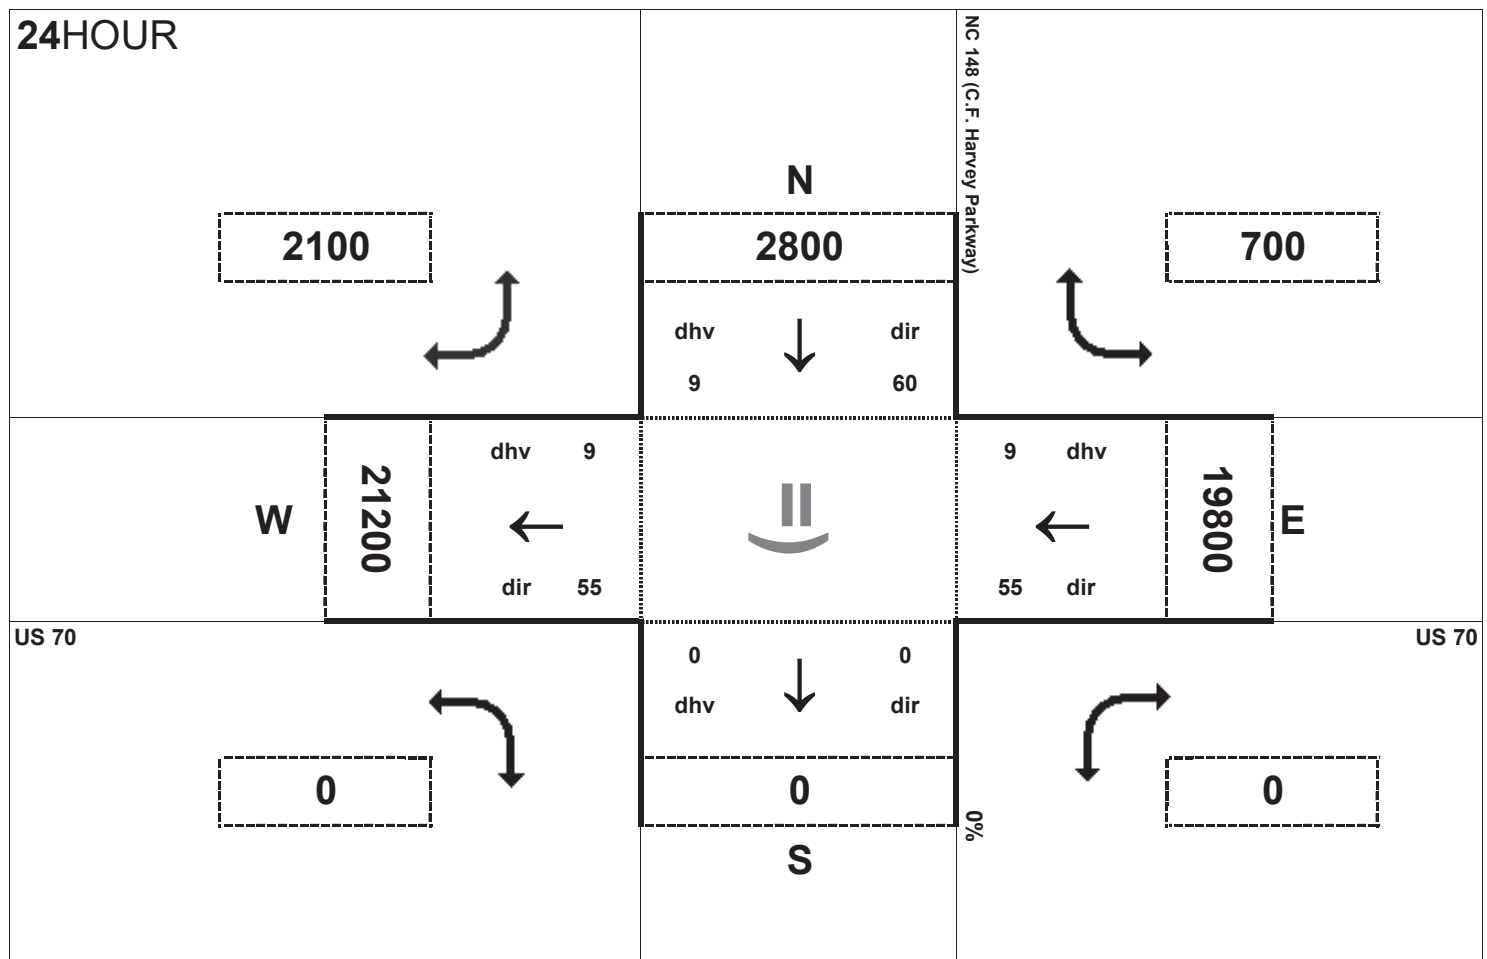 24HOUR
NC 148 (C.F. Harvey Parkway)
N
2100
2800
700
dhv
dir
9
60
dhv 9
9 dhv
W
21200
19800
E
dir 55
55 dir
US 70
US 70
0
0
dhv
dir
0
0
0
0%
S